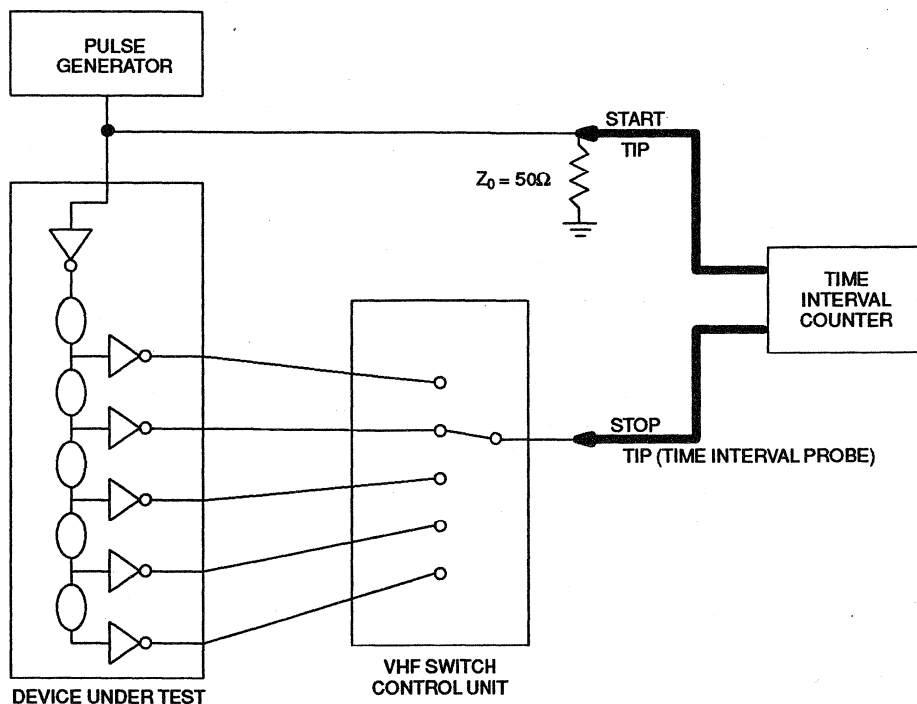 PULSE
GENERATOR
START
TIP
Z₀ = 50Ω
TIME
INTERVAL
COUNTER
STOP
TIP (TIME INTERVAL PROBE)
VHF SWITCH
CONTROL UNIT
DEVICE UNDER TEST